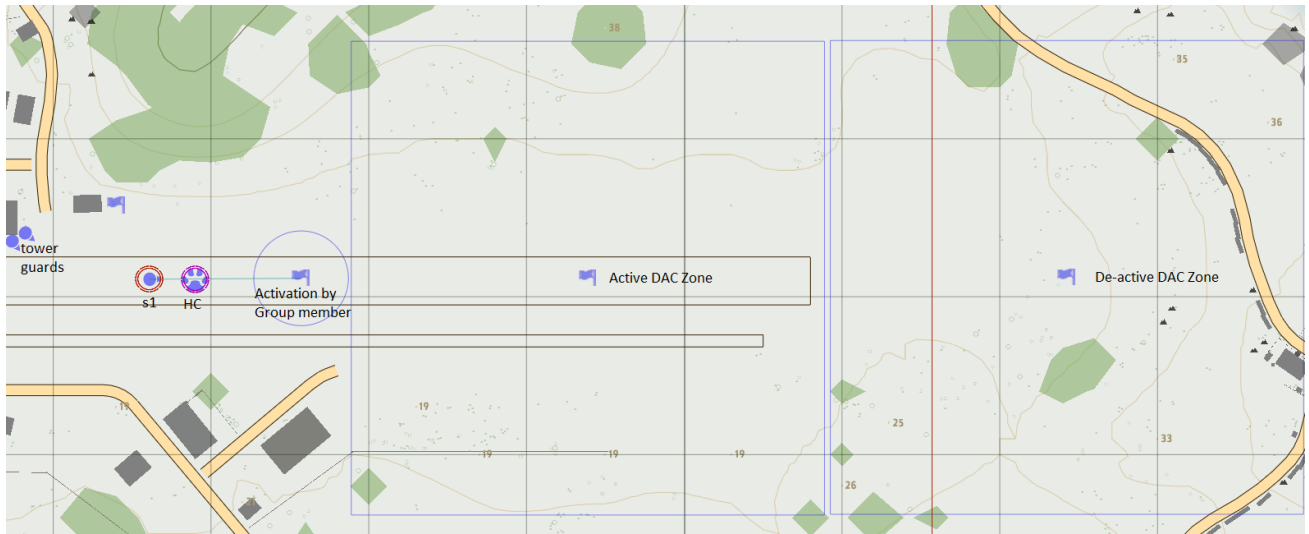 38
35
36
tower
guards
s1
HC
Activation by
Group member
Active DAC Zone
De-active DAC Zone
19
19
25
33
19
19
19
26